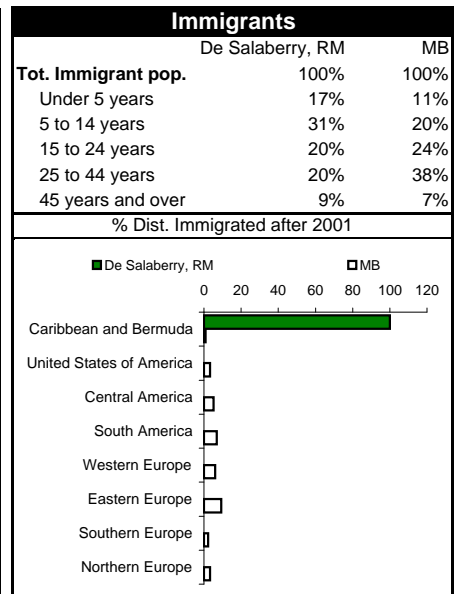 Immigrants
De Salaberry, RM MB
Tot. Immigrant pop. 100% 100%
Under 5 years 17% 11%
5 to 14 years 31% 20%
15 to 24 years 20% 24%
25 to 44 years 20% 38%
45 years and over 9% 7%
% Dist. Immigrated after 2001
De Salaberry, RM MB
0 20 40 60 80 100 120
Caribbean and Bermuda
United States of America
Central America
South America
Western Europe
Eastern Europe
Southern Europe
Northern Europe